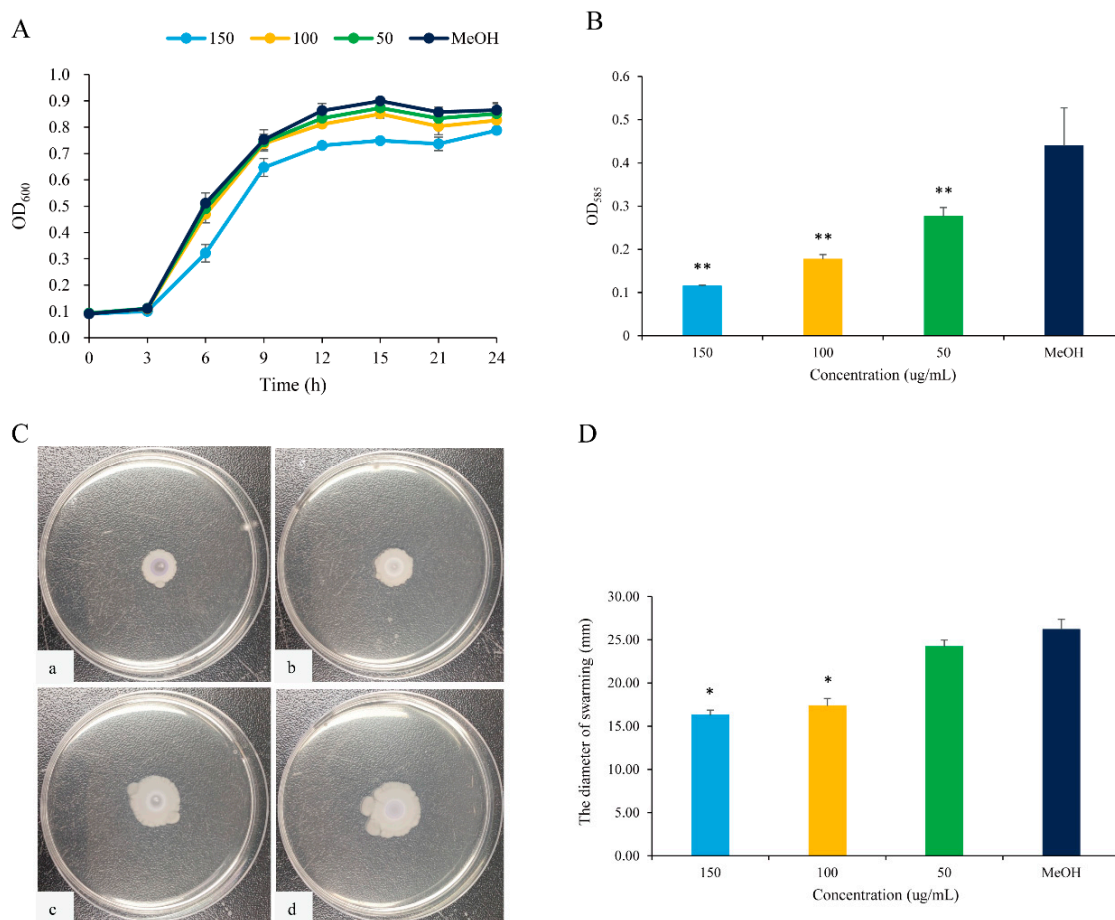 A
150 100 50 MeOH
1.0
0.9
0.8
0.7
0.6
0.5
0.4
0.3
0.2
0.1
0.0
OD600
0 3 6 9 12 15 21 24
Time (h)
B
0.6
0.5
0.4
0.3
0.2
0.1
0
OD585
**
**
**
150 100 50 MeOH
Concentration (ug/mL)
C
a
b
c
d
D
30.00
25.00
20.00
15.00
10.00
5.00
0.00
The diameter of swarming (mm)
*
*
150 100 50 MeOH
Concentration (ug/mL)